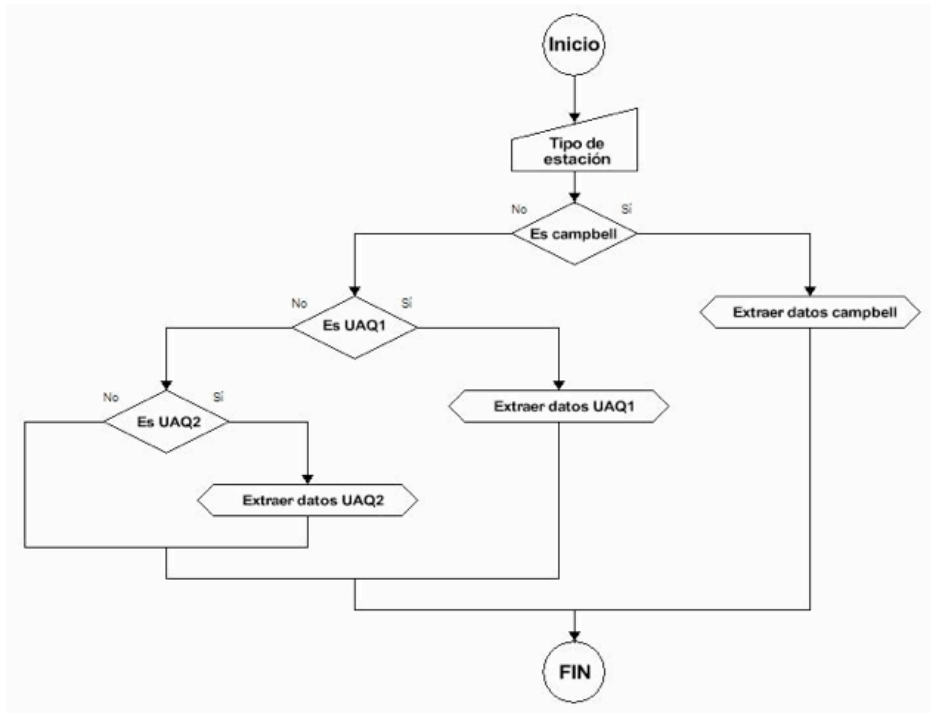 Inicio
Tipo de
estación
No
Sí
Es campbell
Extraer datos campbell
No
Sí
Es UAQ1
Extraer datos UAQ1
No
Sí
Es UAQ2
Extraer datos UAQ2
FIN